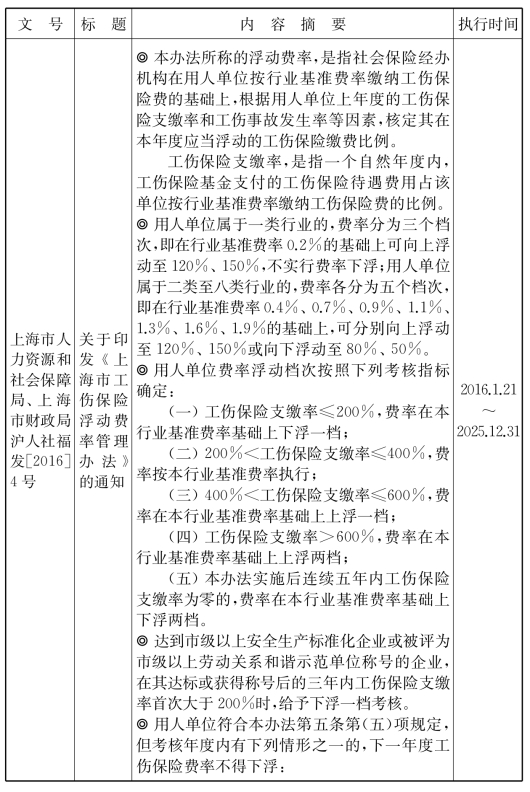 文　号
标　题
内　容　摘　要
执行时间
上海市人
力资源和
社会保障
局、上海
市财政局
沪人社福
发[2016]
4号
关于印
发《上
海市工
伤保险
浮动费
率管理
办法》
的通知
◎ 本办法所称的浮动费率,是指社会保险经办
机构在用人单位按行业基准费率缴纳工伤保
险费的基础上,根据用人单位上年度的工伤保
险支缴率和工伤事故发生率等因素,核定其在
本年度应当浮动的工伤保险缴费比例。
工伤保险支缴率,是指一个自然年度内,
工伤保险基金支付的工伤保险待遇费用占该
单位按行业基准费率缴纳工伤保险费的比例。
◎ 用人单位属于一类行业的,费率分为三个档
次,即在行业基准费率0.2%的基础上可向上浮
动至120%、150%,不实行费率下浮;用人单位
属于二类至八类行业的,费率各分为五个档次,
即在行业基准费率0.4%、0.7%、0.9%、1.1%、
1.3%、1.6%、1.9%的基础上,可分别向上浮动
至120%、150%或向下浮动至80%、50%。
◎ 用人单位费率浮动档次按照下列考核指标
确定:
(一) 工伤保险支缴率≤200%,费率在本
行业基准费率基础上下浮一档;
(二) 200%<工伤保险支缴率≤400%,费
率按本行业基准费率执行;
(三) 400%<工伤保险支缴率≤600%,费
率在本行业基准费率基础上上浮一档;
(四) 工伤保险支缴率>600%,费率在本
行业基准费率基础上上浮两档;
(五) 本办法实施后连续五年内工伤保险
支缴率为零的,费率在本行业基准费率基础上
下浮两档。
◎ 达到市级以上安全生产标准化企业或被评为
市级以上劳动关系和谐示范单位称号的企业,
在其达标或获得称号后的三年内工伤保险支缴
率首次大于200%时,给予下浮一档考核。
◎ 用人单位符合本办法第五条第(五)项规定,
但考核年度内有下列情形之一的,下一年度工
伤保险费率不得下浮:
2016.1.21
~
2025.12.31